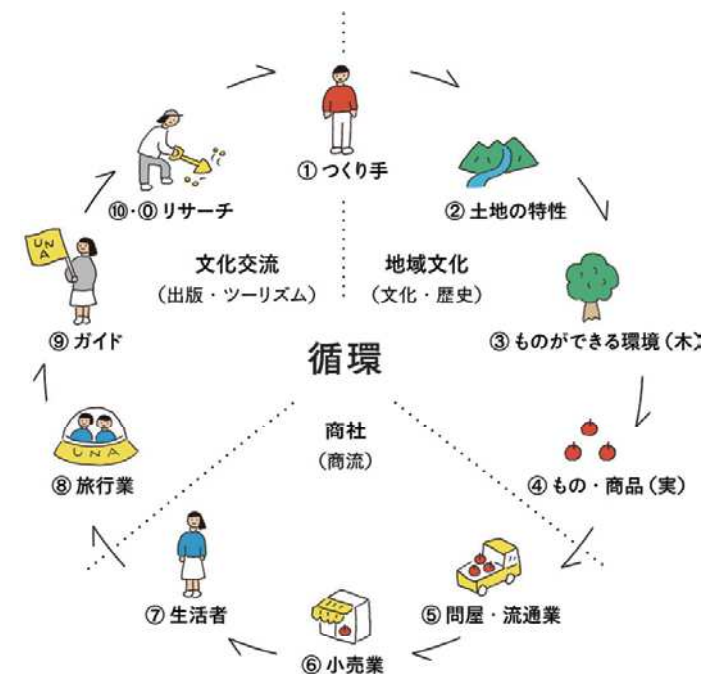 ① つくり手
② 土地の特性
③ ものができる環境(木)
④ もの・商品(実)
⑤ 問屋・流通業
⑥ 小売業
⑦ 生活者
⑧ 旅行業
UNA
⑨ ガイド
UNA
⑩・⓪ リサーチ
文化交流
(出版・ツーリズム)
地域文化
(文化・歴史)
循環
商社
(商流)